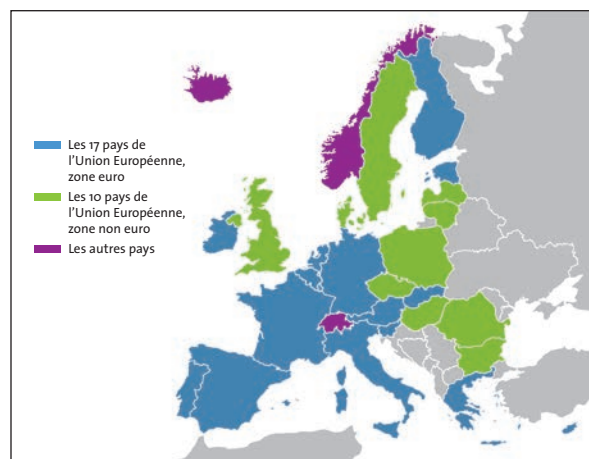 Les 17 pays de
l'Union Européenne,
zone euro
Les 10 pays de
l'Union Européenne,
zone non euro
Les autres pays